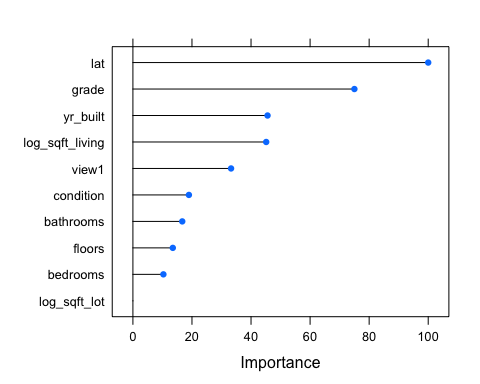 lat
grade
yr_built
log_sqft_living
view1
condition
bathrooms
floors
bedrooms
log_sqft_lot
0 20 40 60 80 100
Importance